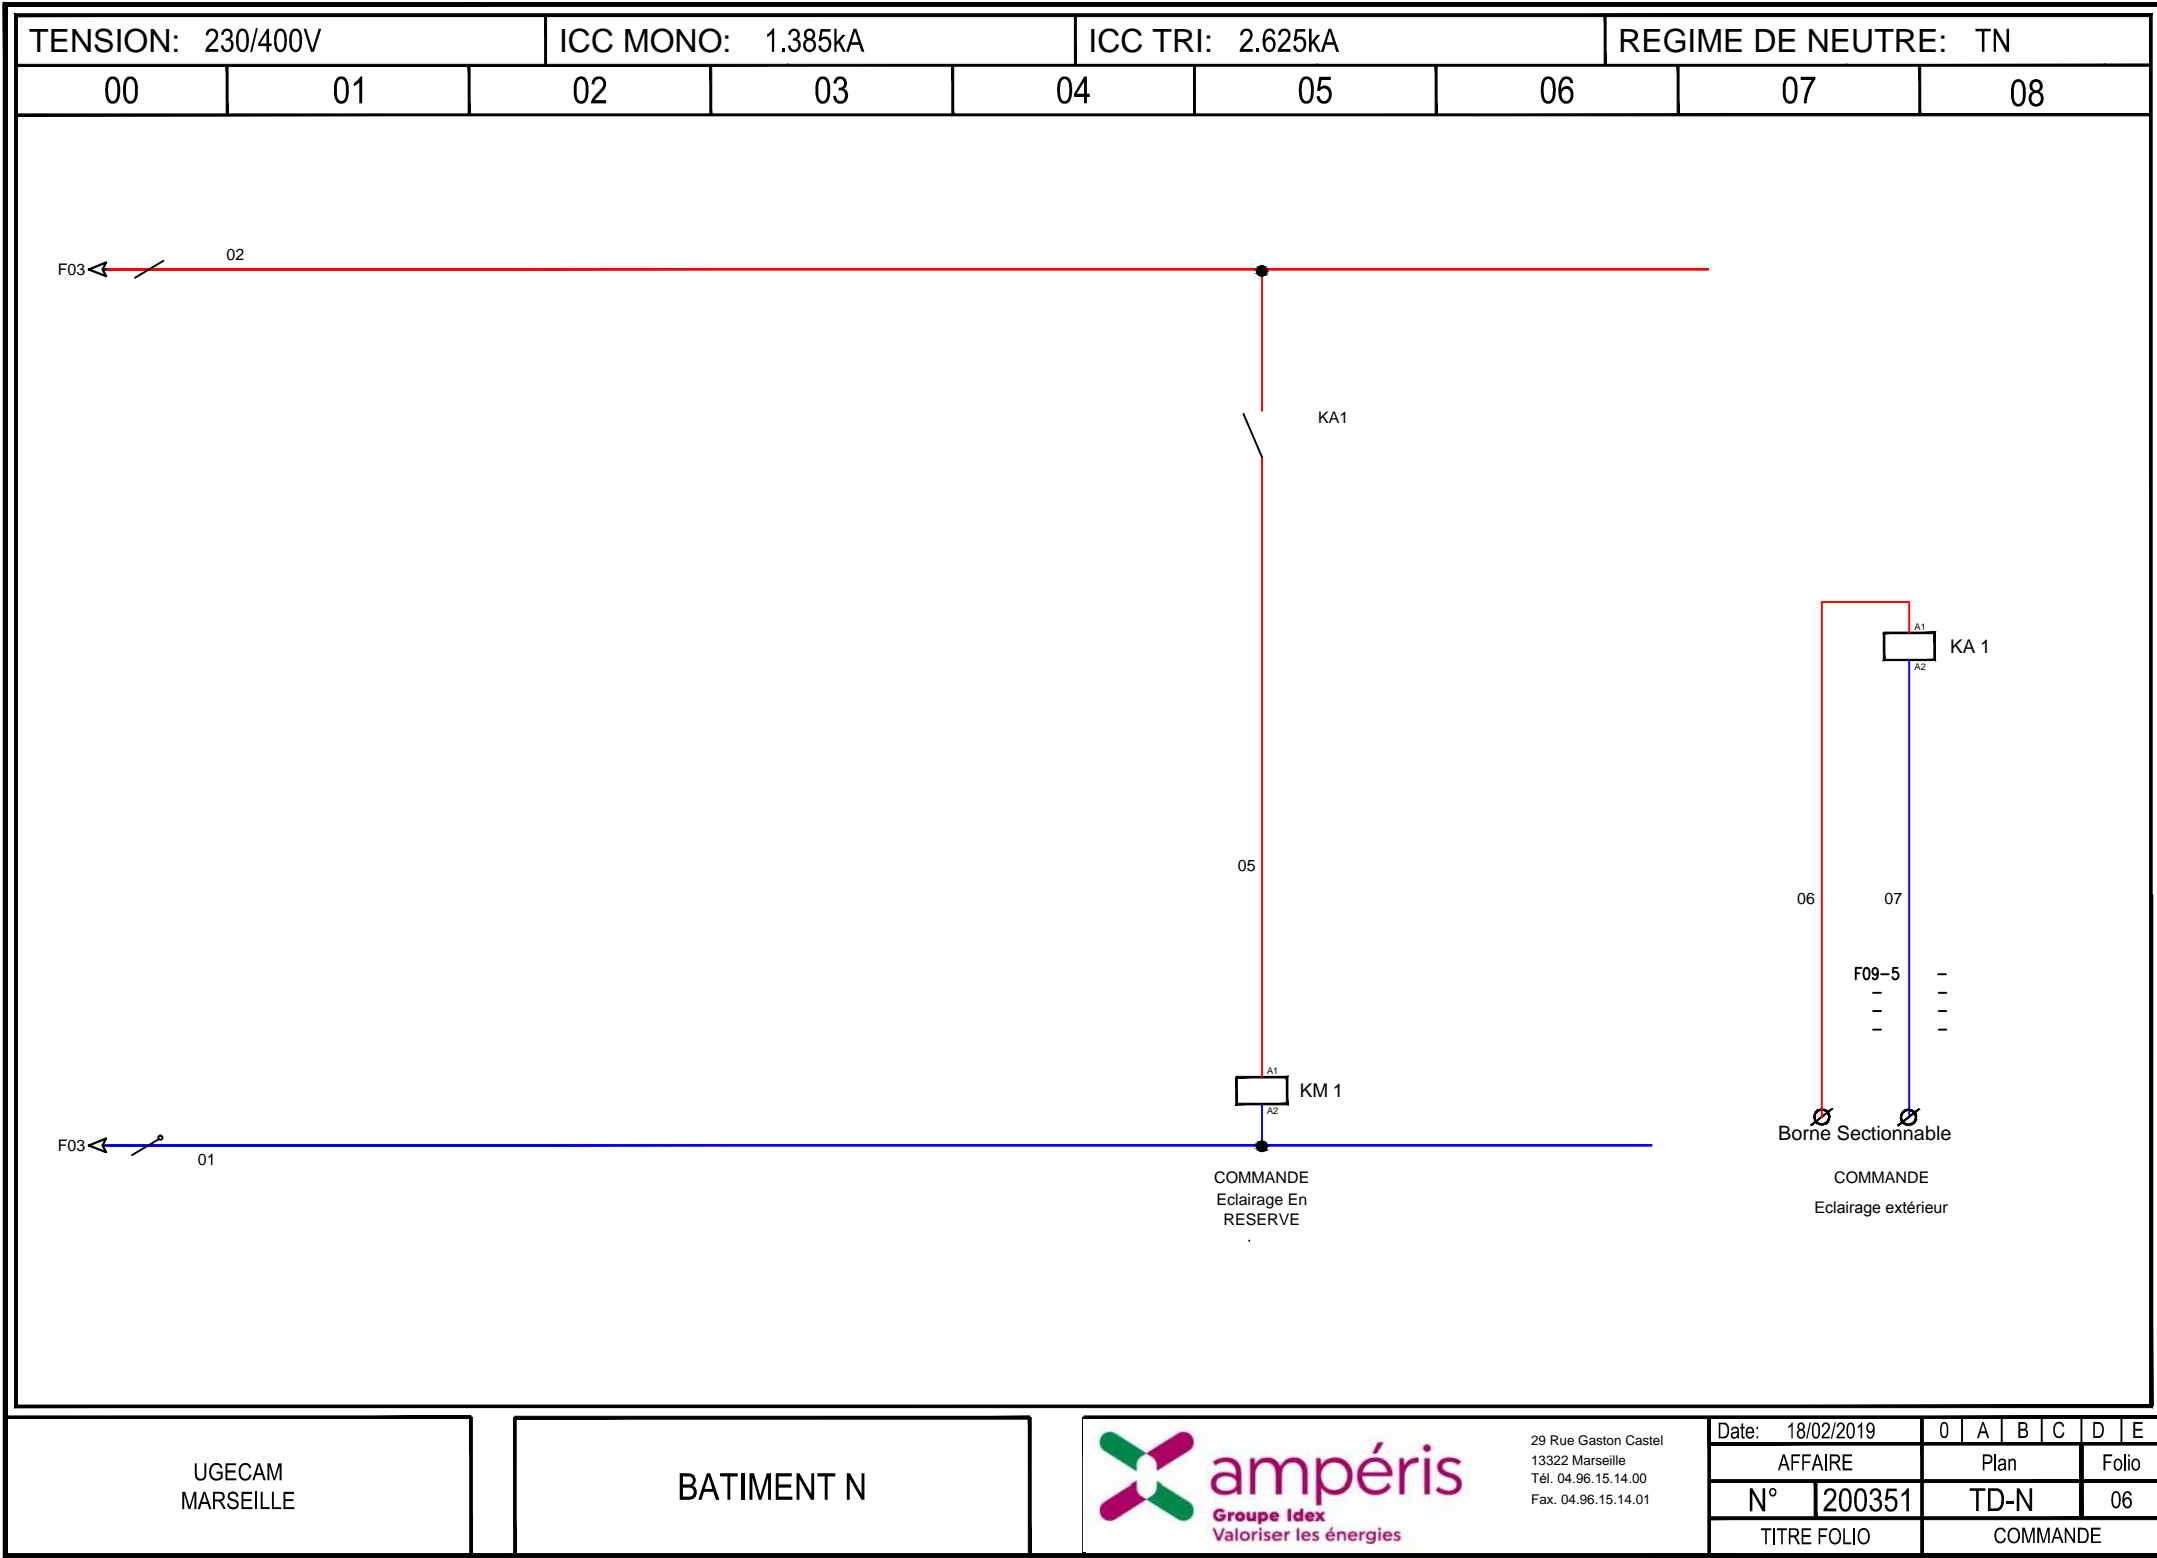 TENSION: 230/400V ICC MONO: 1.385kA ICC TRI: 2.625kA REGIME DE NEUTRE: TN
00 01 02 03 04 05 06 07 08
02
F03
KA1
A1
KA 1
A2
05
06 07
F09-5
A1
KM 1
A2
Borne Sectionnable
F03
01
COMMANDE
Eclairage En
RESERVE
.
COMMANDE
Eclairage extérieur
UGECAM
MARSEILLE
BATIMENT N
ampéris
Groupe Idex
Valoriser les énergies
29 Rue Gaston Castel
13322 Marseille
Tél. 04.96.15.14.00
Fax. 04.96.15.14.01
Date: 18/02/2019 0 A B C D E
AFFAIRE Plan Folio
N° 200351 TD-N 06
TITRE FOLIO COMMANDE